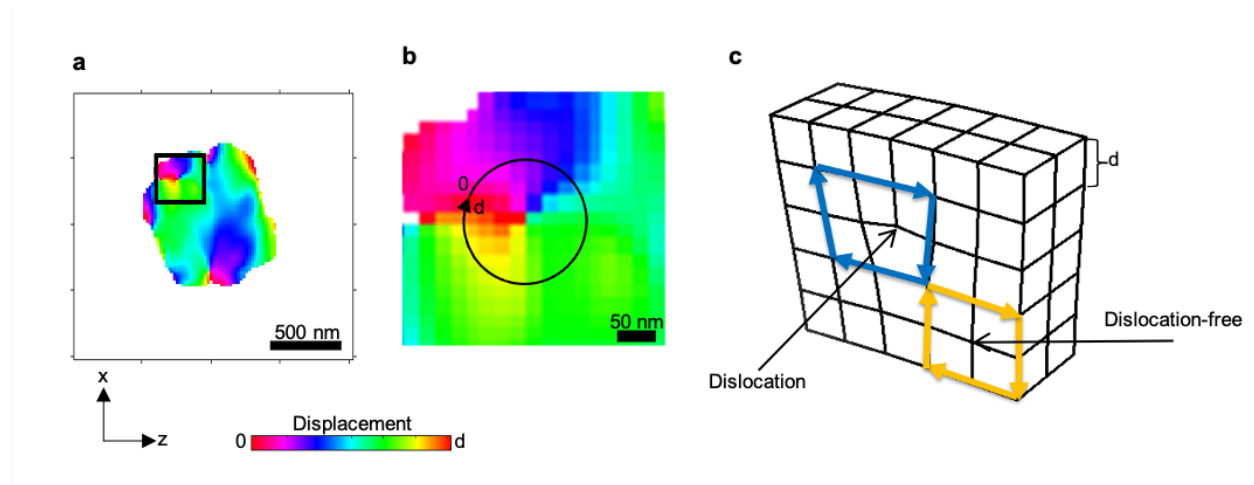 a
b
c
0
d
500 nm
50 nm
d
Dislocation-free
Dislocation
x
z
Displacement
0
d